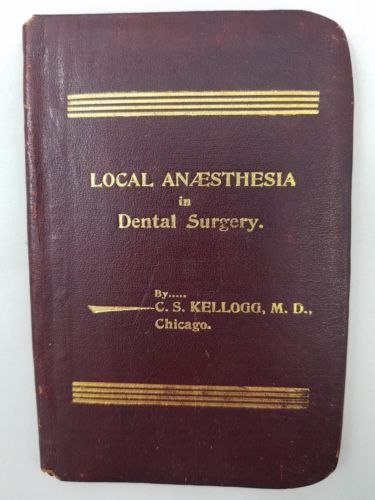 LOCAL ANÆSTHESIA
in
Dental Surgery.
By.....
C. S. KELLOGG, M. D.,
Chicago.